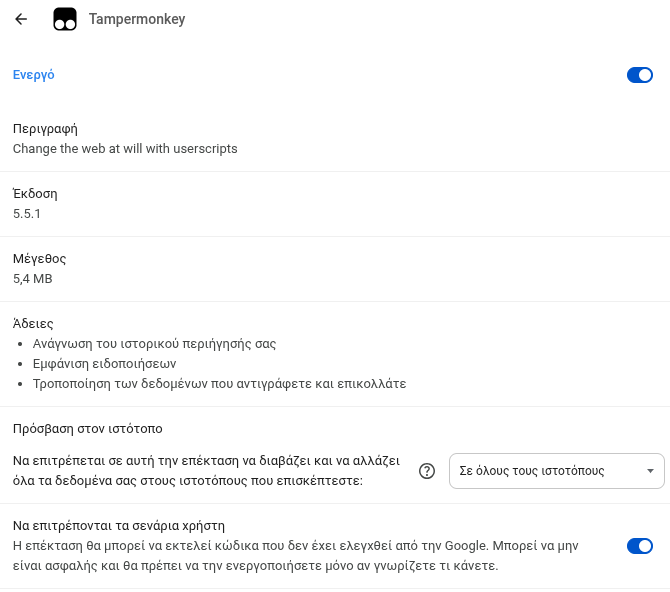 Tampermonkey
Ενεργό
Περιγραφή
Change the web at will with userscripts
Έκδοση
5.5.1
Μέγεθος
5,4 MB
Άδειες
• Ανάγνωση του ιστορικού περιήγησής σας
• Εμφάνιση ειδοποιήσεων
• Τροποποίηση των δεδομένων που αντιγράφετε και επικολλάτε
Πρόσβαση στον ιστότοπο
Να επιτρέπεται σε αυτή την επέκταση να διαβάζει και να αλλάζει
όλα τα δεδομένα σας στους ιστοτόπους που επισκέπτεστε:
Σε όλους τους ιστοτόπους
Να επιτρέπονται τα σενάρια χρήστη
Η επέκταση θα μπορεί να εκτελεί κώδικα που δεν έχει ελεγχθεί από την Google. Μπορεί να μην
είναι ασφαλής και θα πρέπει να την ενεργοποιήσετε μόνο αν γνωρίζετε τι κάνετε.